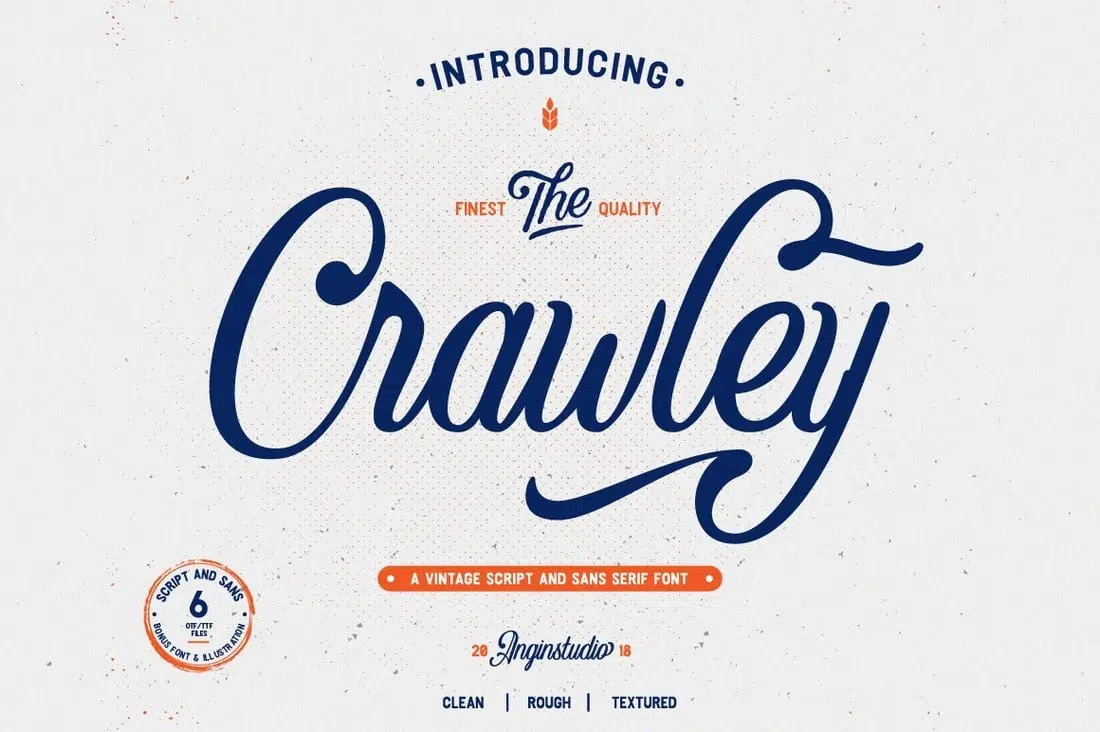 • INTRODUCING •
FINEST The QUALITY
Crawley
• A VINTAGE SCRIPT AND SANS SERIF FONT •
SCRIPT AND SANS
6
OTF/TTF
FILES
BONUS FONT & ILLUSTRATION
20 Anginstudio 18
CLEAN | ROUGH | TEXTURED